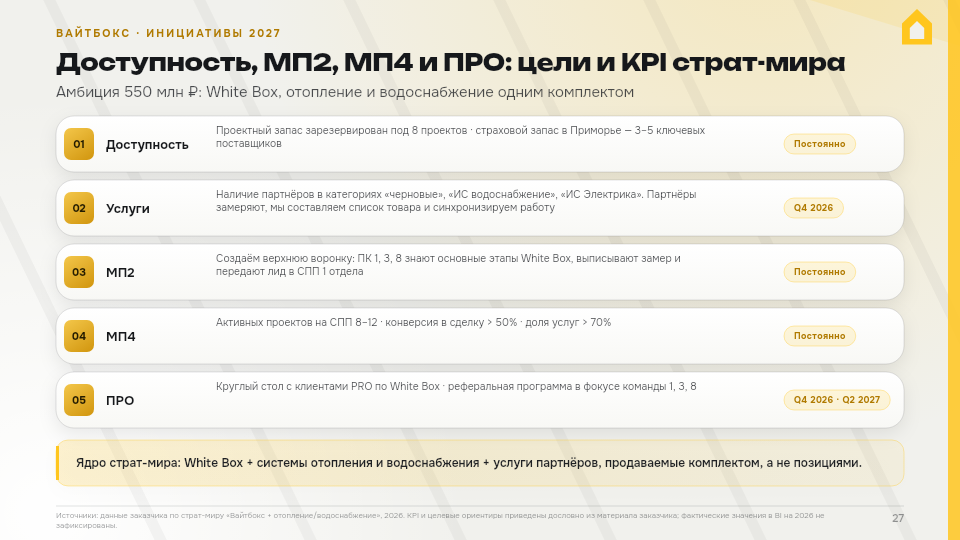 ВАЙТБОКС · ИНИЦИАТИВЫ 2027
Доступность, МП2, МП4 и ПРО: цели и KPI страт-мира
Амбиция 550 млн ₽: White Box, отопление и водоснабжение одним комплектом
01
Доступность
Проектный запас зарезервирован под 8 проектов · страховой запас в Приморье — 3–5 ключевых
поставщиков
Постоянно
02
Услуги
Наличие партнёров в категориях «черновые», «ИС водоснабжение», «ИС Электрика». Партнёры
замеряют, мы составляем список товара и синхронизируем работу
Q4 2026
03
МП2
Создаём верхнюю воронку: ПК 1, 3, 8 знают основные этапы White Box, выписывают замер и
передают лид в СПП 1 отдела
Постоянно
04
МП4
Активных проектов на СПП 8–12 · конверсия в сделку > 50% · доля услуг > 70%
Постоянно
05
ПРО
Круглый стол с клиентами PRO по White Box · реферальная программа в фокусе команды 1, 3, 8
Q4 2026 · Q2 2027
Ядро страт-мира: White Box + системы отопления и водоснабжения + услуги партнёров, продаваемые комплектом, а не позициями.
Источники: данные заказчика по страт-миру «Вайтбокс + отопление/водоснабжение», 2026. KPI и целевые ориентиры приведены дословно из материала заказчика; фактические значения в BI на 2026 не
зафиксированы.
27